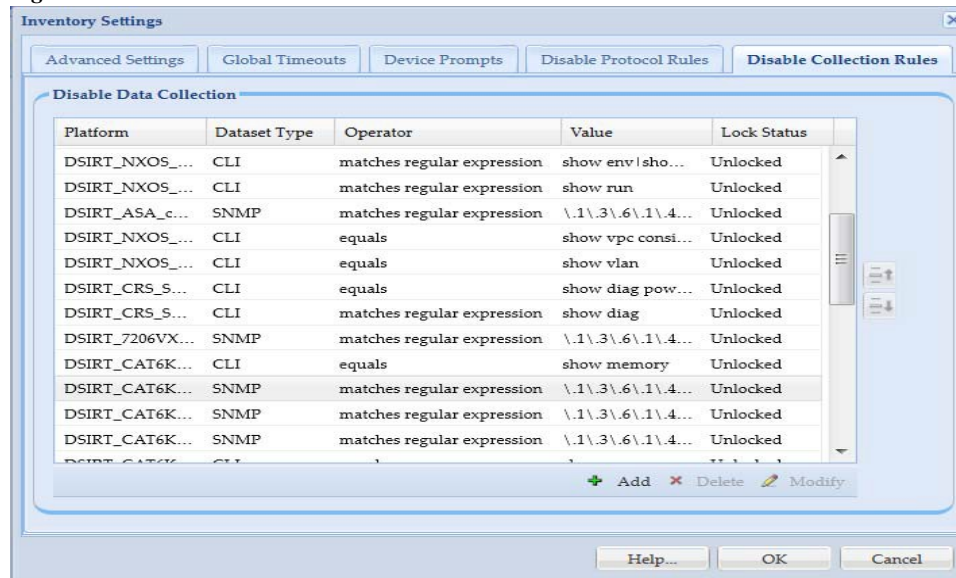 Inventory Settings
Advanced Settings Global Timeouts Device Prompts Disable Protocol Rules Disable Collection Rules
Disable Data Collection
Platform Dataset Type Operator Value Lock Status
DSIRT_NXOS_... CLI matches regular expression show env|sho... Unlocked
DSIRT_NXOS_... CLI matches regular expression show run Unlocked
DSIRT_ASA_c... SNMP matches regular expression \.1\.3\.6\.1\.4... Unlocked
DSIRT_NXOS_... CLI equals show vpc consi... Unlocked
DSIRT_NXOS_... CLI equals show vlan Unlocked
DSIRT_CRS_S... CLI equals show diag pow... Unlocked
DSIRT_CRS_S... CLI matches regular expression show diag Unlocked
DSIRT_7206VX... SNMP matches regular expression \.1\.3\.6\.1\.4... Unlocked
DSIRT_CAT6K... CLI equals show memory Unlocked
DSIRT_CAT6K... SNMP matches regular expression \.1\.3\.6\.1\.4... Unlocked
DSIRT_CAT6K... SNMP matches regular expression \.1\.3\.6\.1\.4... Unlocked
DSIRT_CAT6K... SNMP matches regular expression \.1\.3\.6\.1\.4... Unlocked
Add Delete Modify
Help... OK Cancel